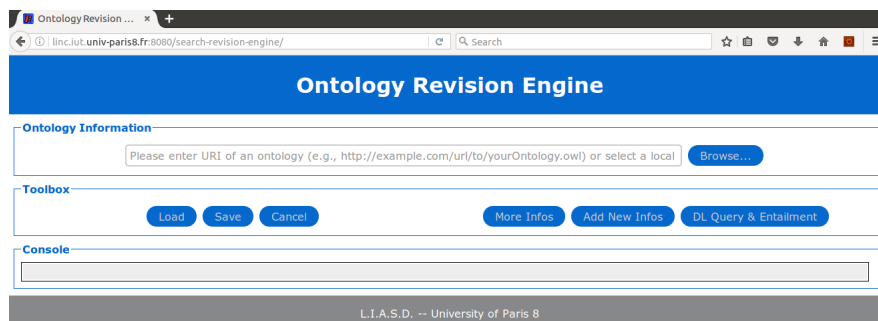 Ontology Revision ... × +
linc.iut.univ-paris8.fr:8080/search-revision-engine/ Search
Ontology Revision Engine
Ontology Information
Please enter URI of an ontology (e.g., http://example.com/url/to/yourOntology.owl) or select a local Browse...
Toolbox
Load Save Cancel More Infos Add New Infos DL Query & Entailment
Console
L.I.A.S.D. -- University of Paris 8